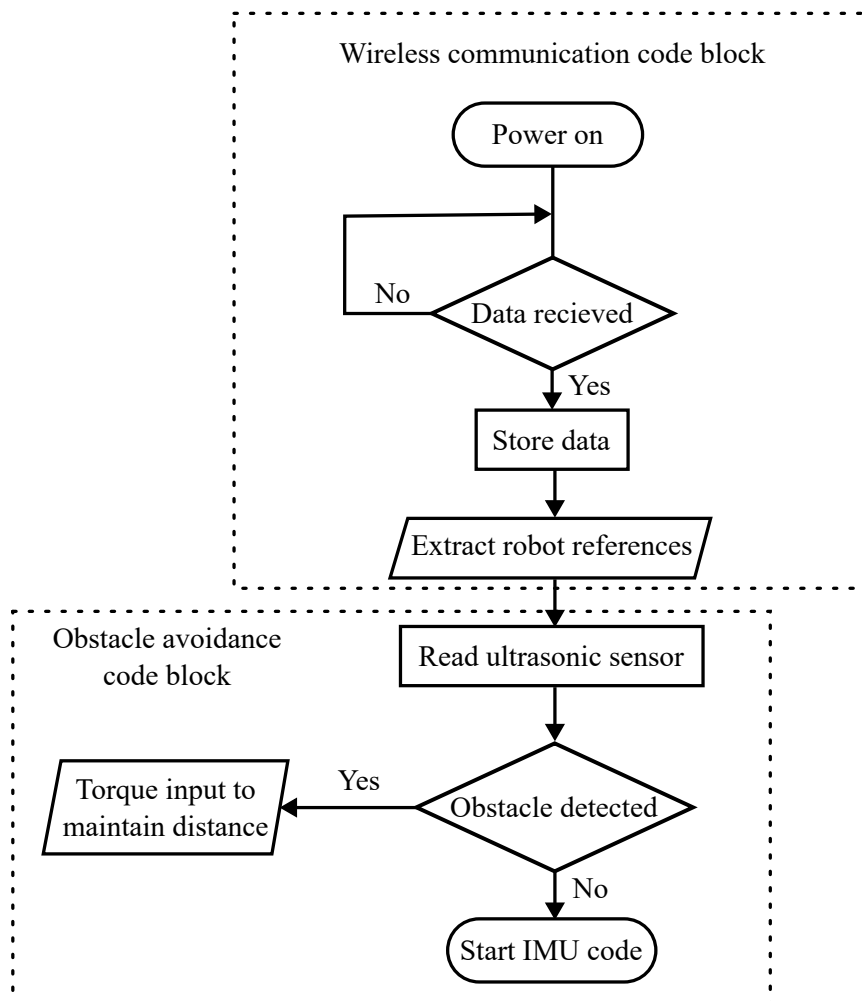 Wireless communication code block
Power on
No
Data recieved
Yes
Store data
Extract robot references
Obstacle avoidance
code block
Read ultrasonic sensor
Yes
Torque input to
maintain distance
Obstacle detected
No
Start IMU code